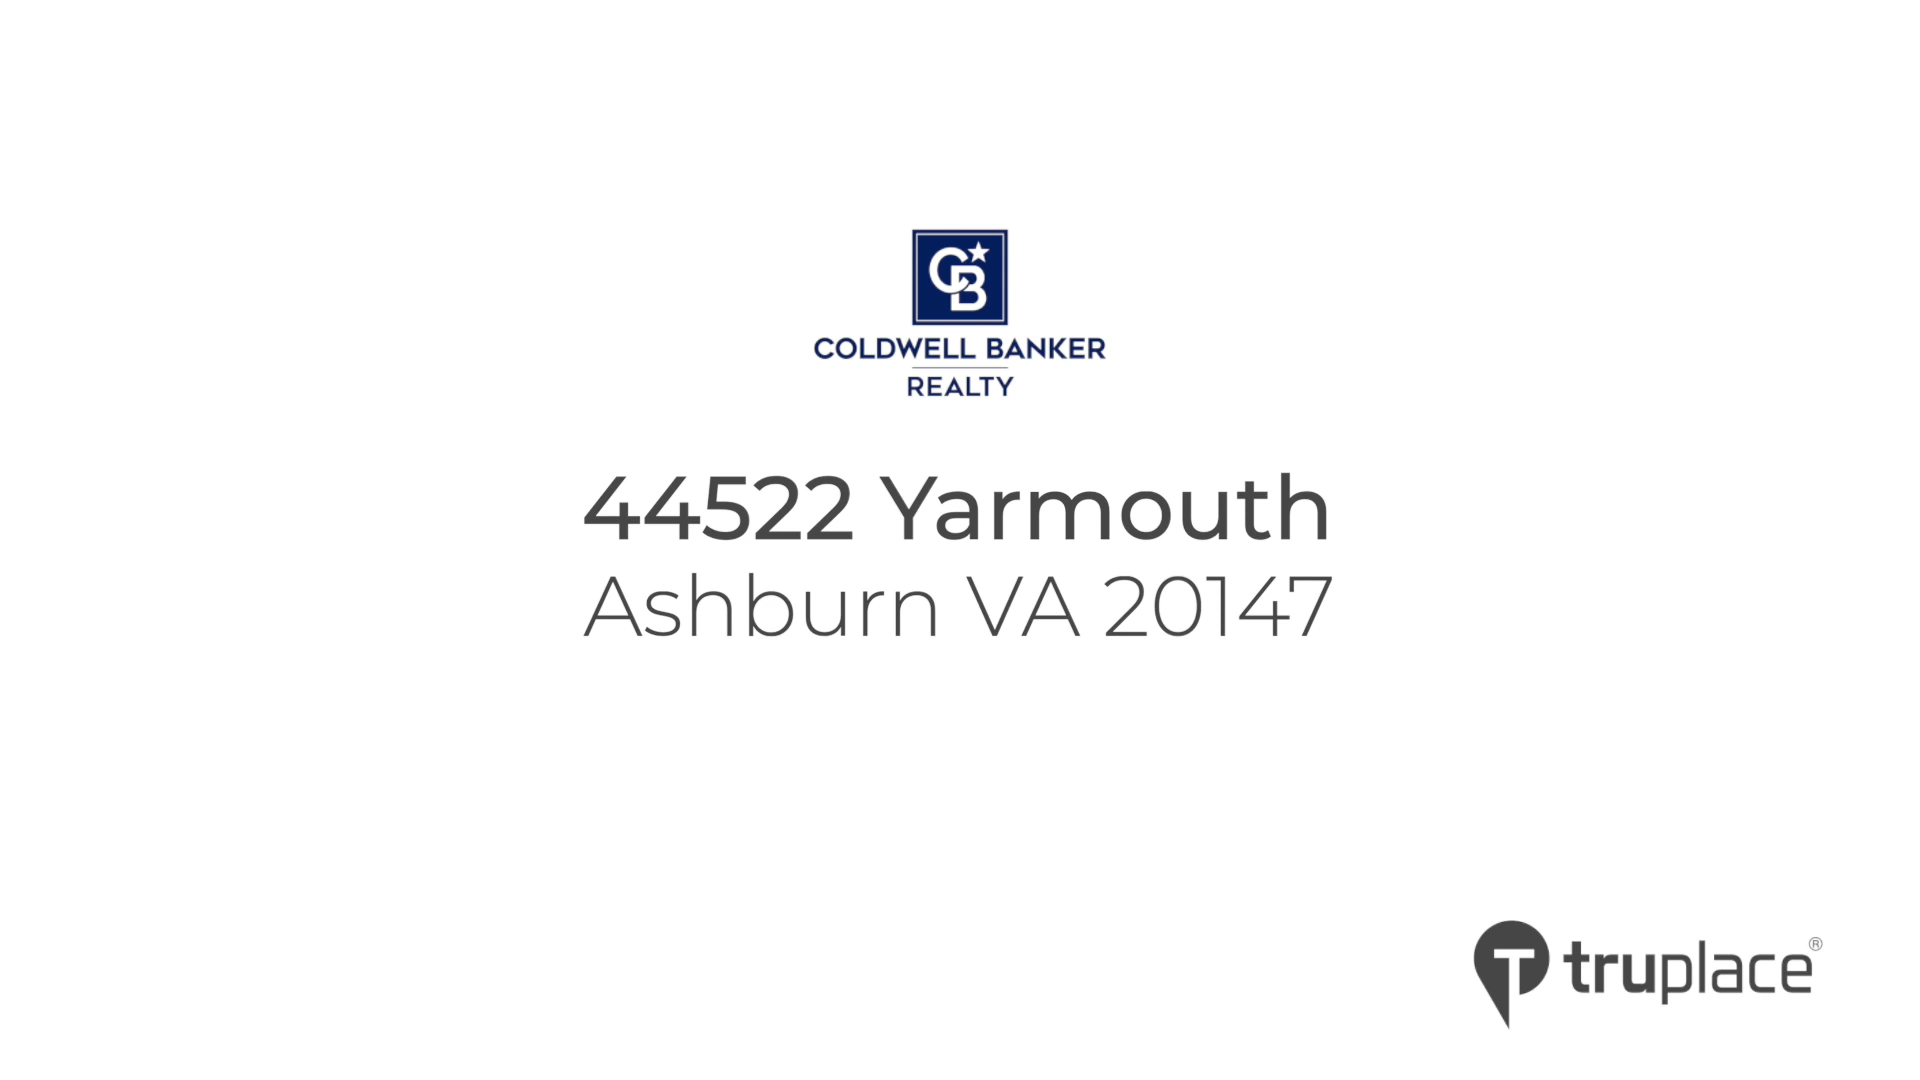 CB
COLDWELL BANKER
REALTY
44522 Yarmouth
Ashburn VA 20147
T truplace®